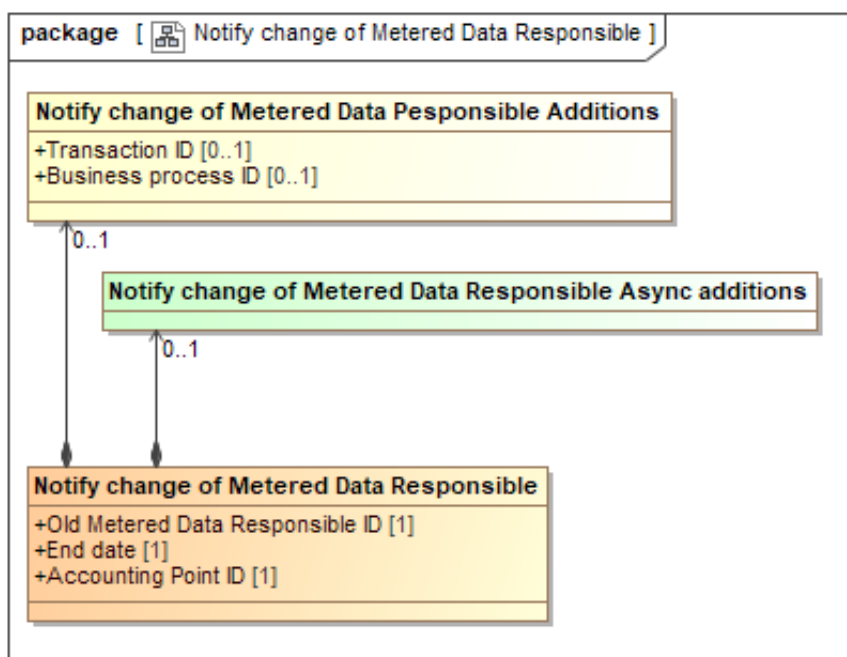 package [ Notify change of Metered Data Responsible ]
Notify change of Metered Data Pesponsible Additions
+Transaction ID [0..1]
+Business process ID [0..1]
0..1
Notify change of Metered Data Responsible Async additions
0..1
Notify change of Metered Data Responsible
+Old Metered Data Responsible ID [1]
+End date [1]
+Accounting Point ID [1]